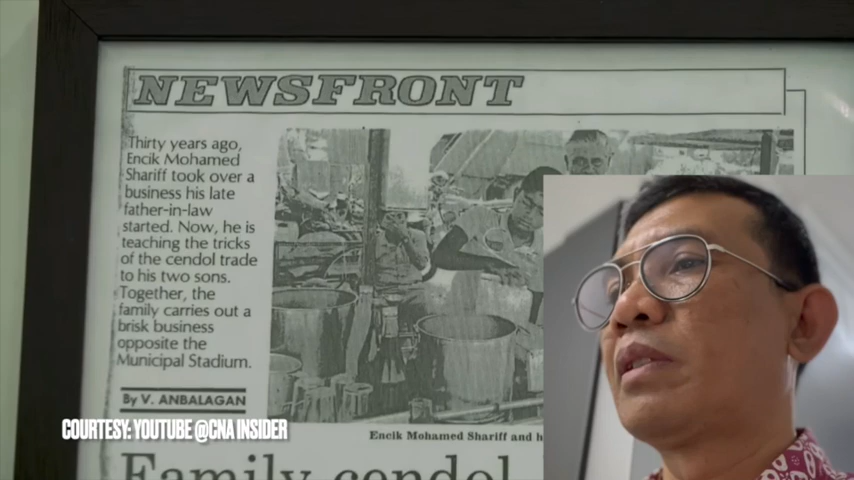 NEWSFRONT
Thirty years ago,
Encik Mohamed
Shariff took over a
business his late
father-in-law
started. Now, he is
teaching the tricks
of the cendol trade
to his two sons.
Together, the
family carries out a
brisk business
opposite the
Municipal Stadium.
By V. ANBALAGAN
COURTESY: YOUTUBE @CNA INSIDER
Encik Mohamed Shariff and h
Family cendol